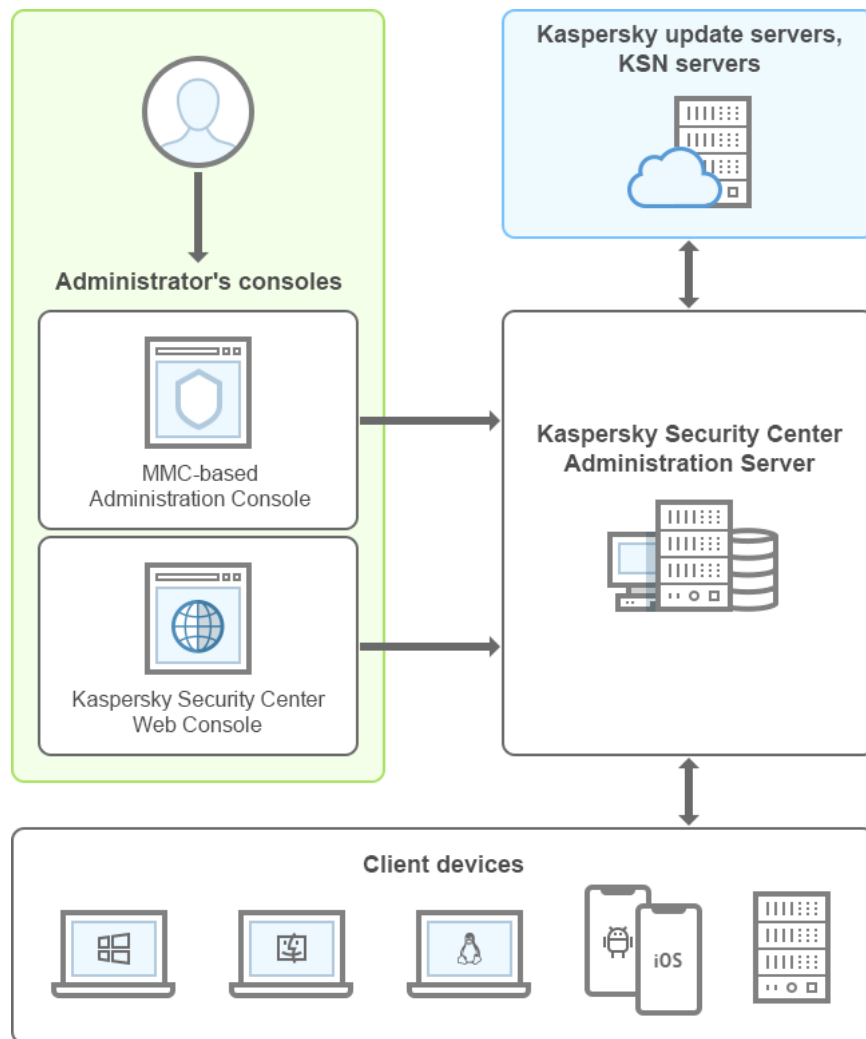 Kaspersky update servers,
KSN servers
Administrator's consoles
MMC-based
Administration Console
Kaspersky Security Center
Administration Server
Kaspersky Security Center
Web Console
Client devices
iOS